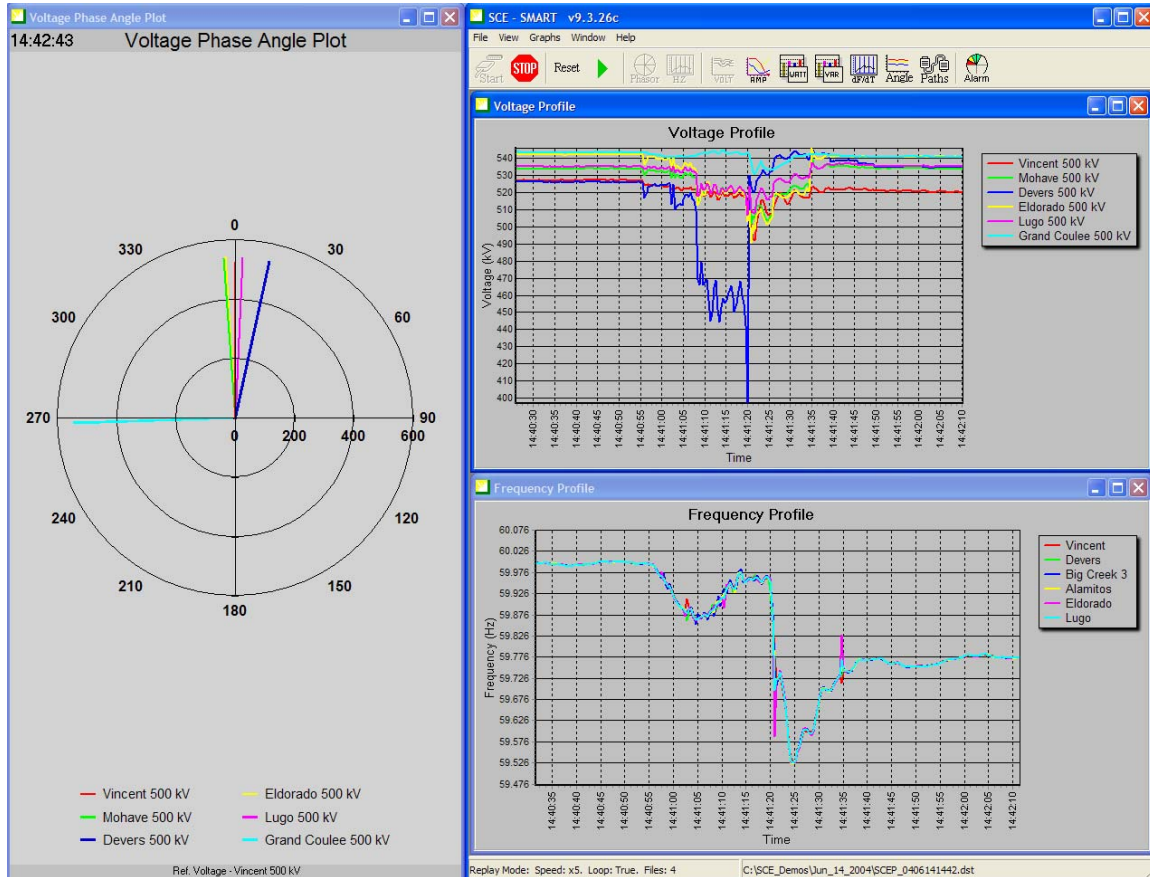 Voltage Phase Angle Plot
14:42:43 Voltage Phase Angle Plot
0
330 30
300 60
270 90
0 200 400 600
240 120
210 150
180
Vincent 500 kV Eldorado 500 kV
Mohave 500 kV Lugo 500 kV
Devers 500 kV Grand Coulee 500 kV
Ref. Voltage - Vincent 500 kV
SCE - SMART v9.3.26c
File View Graphs Window Help
Start STOP Reset Phasor HZ VOLT AMP WATT VAR dF/dT Angle Paths Alarm
Voltage Profile
Voltage Profile
Voltage (kV)
540
530
520
510
500
490
480
470
460
450
440
430
420
410
400
14:40:30 14:40:35 14:40:40 14:40:45 14:40:50 14:40:55 14:41:00 14:41:05 14:41:10 14:41:15 14:41:20 14:41:25 14:41:30 14:41:35 14:41:40 14:41:45 14:41:50 14:41:55 14:42:00 14:42:05 14:42:10
Time
Vincent 500 kV
Mohave 500 kV
Devers 500 kV
Eldorado 500 kV
Lugo 500 kV
Grand Coulee 500 kV
Frequency Profile
Frequency Profile
Frequency (Hz)
60.076
60.026
59.976
59.926
59.876
59.826
59.776
59.726
59.676
59.626
59.576
59.526
59.476
14:40:35 14:40:40 14:40:45 14:40:50 14:40:55 14:41:00 14:41:05 14:41:10 14:41:15 14:41:20 14:41:25 14:41:30 14:41:35 14:41:40 14:41:45 14:41:50 14:41:55 14:42:00 14:42:05 14:42:10
Time
Vincent
Devers
Big Creek 3
Alamitos
Eldorado
Lugo
Replay Mode: Speed: x5. Loop: True. Files: 4 C:\SCE_Demos\Jun_14_2004\SCEP_0406141442.dst